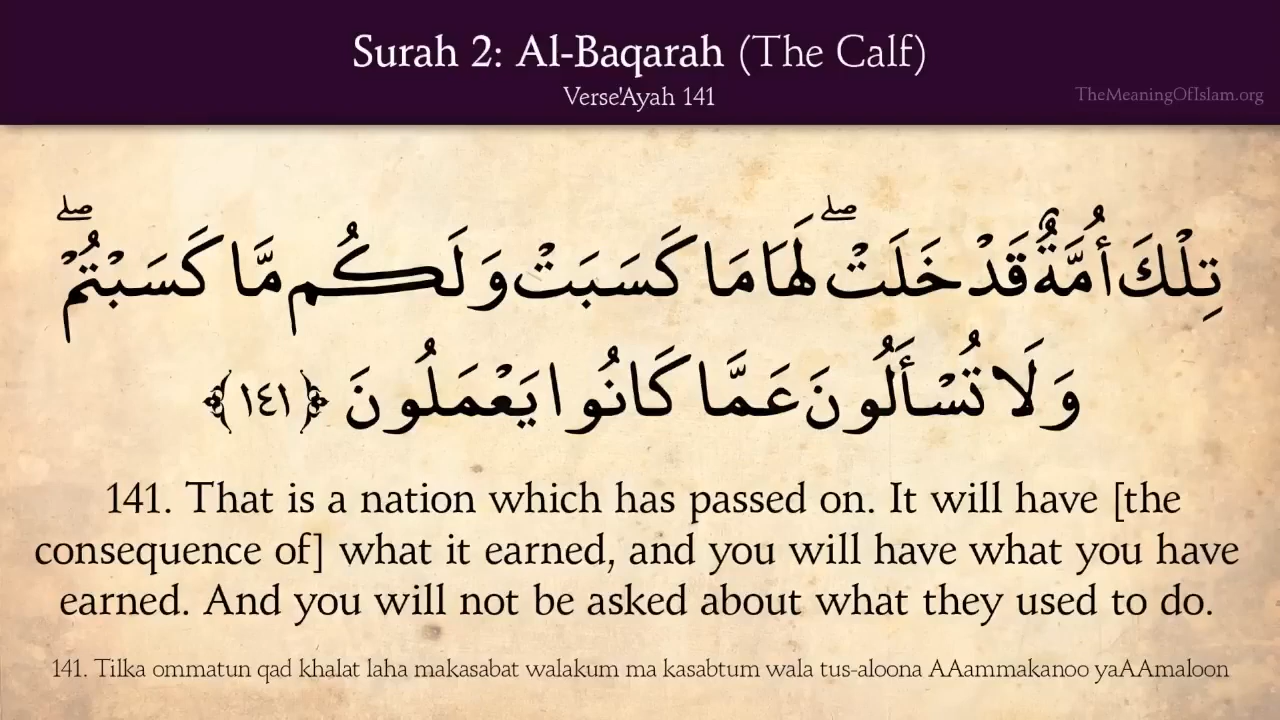 Surah 2: Al-Baqarah (The Calf)
Verse'Ayah 141
TheMeaningOfIslam.org
تِلْكَ أُمَّةٌ قَدْ خَلَتْ ۖ لَهَا مَا كَسَبَتْ وَلَكُم مَّا كَسَبْتُمْ ۖ
وَلَا تُسْأَلُونَ عَمَّا كَانُوا يَعْمَلُونَ ﴿١٤١﴾
141. That is a nation which has passed on. It will have [the
consequence of] what it earned, and you will have what you have
earned. And you will not be asked about what they used to do.
141. Tilka ommatun qad khalat laha makasabat walakum ma kasabtum wala tus-aloona AAammakanoo yaAAmaloon